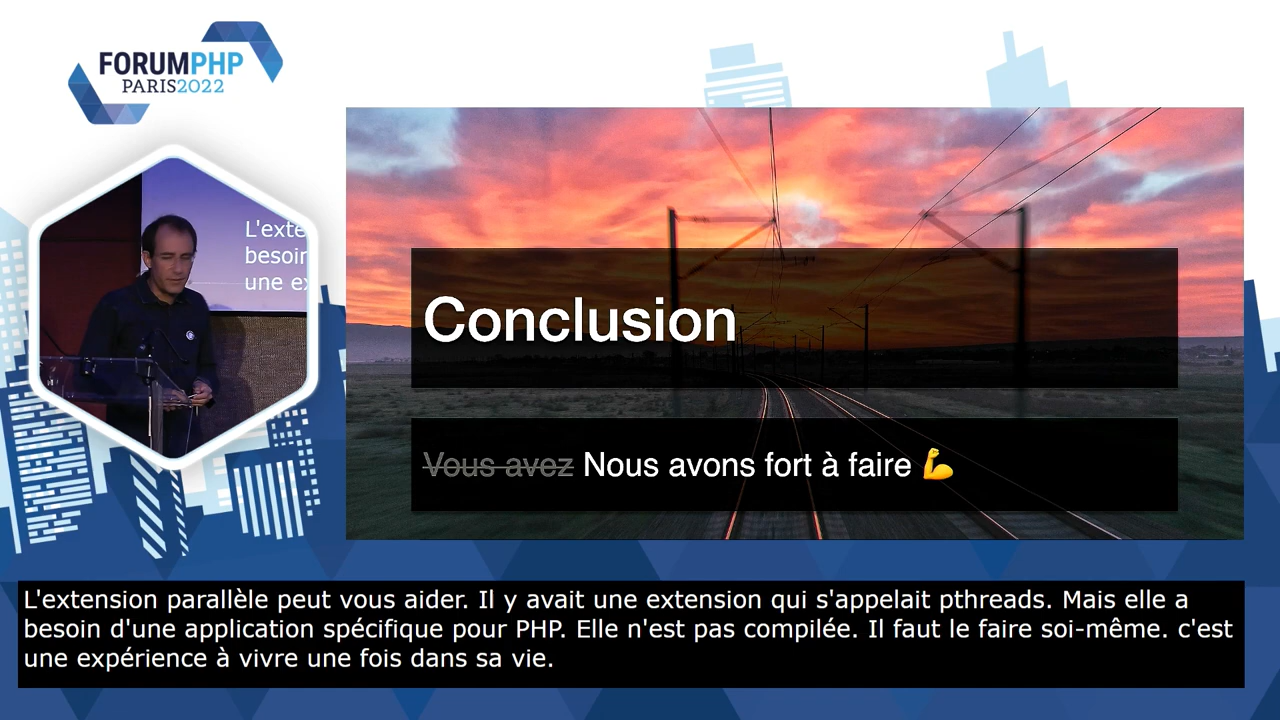 FORUMPHP
PARIS2022
L'exte
besoin
une ex
Conclusion
Vous avez Nous avons fort à faire 💪
L'extension parallèle peut vous aider. Il y avait une extension qui s'appelait pthreads. Mais elle a
besoin d'une application spécifique pour PHP. Elle n'est pas compilée. Il faut le faire soi-même. c'est
une expérience à vivre une fois dans sa vie.